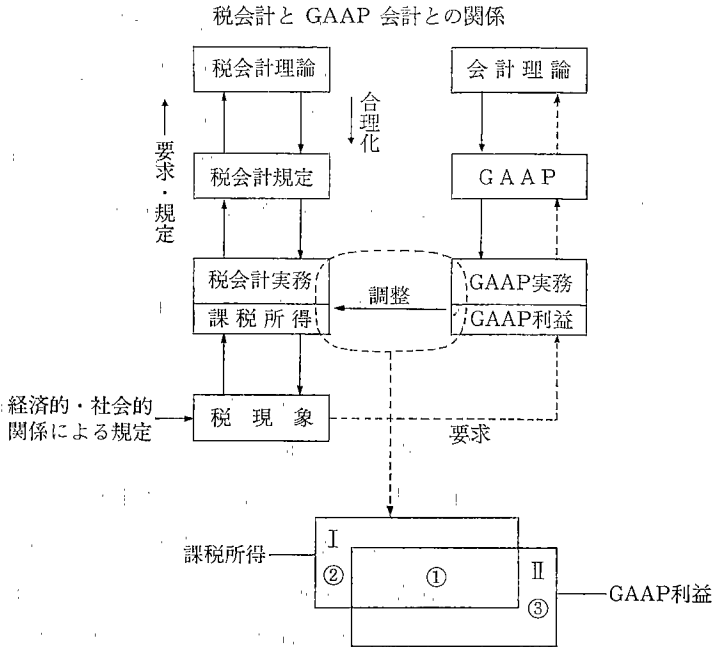 税会計と GAAP 会計との関係
税会計理論
会計理論
合理化
要求・規定
税会計規定
GAAP
税会計実務
課税所得
調整
GAAP実務
GAAP利益
経済的・社会的
関係による規定
税現象
要求
課税所得
Ⅰ
②
①
Ⅱ
③
GAAP利益